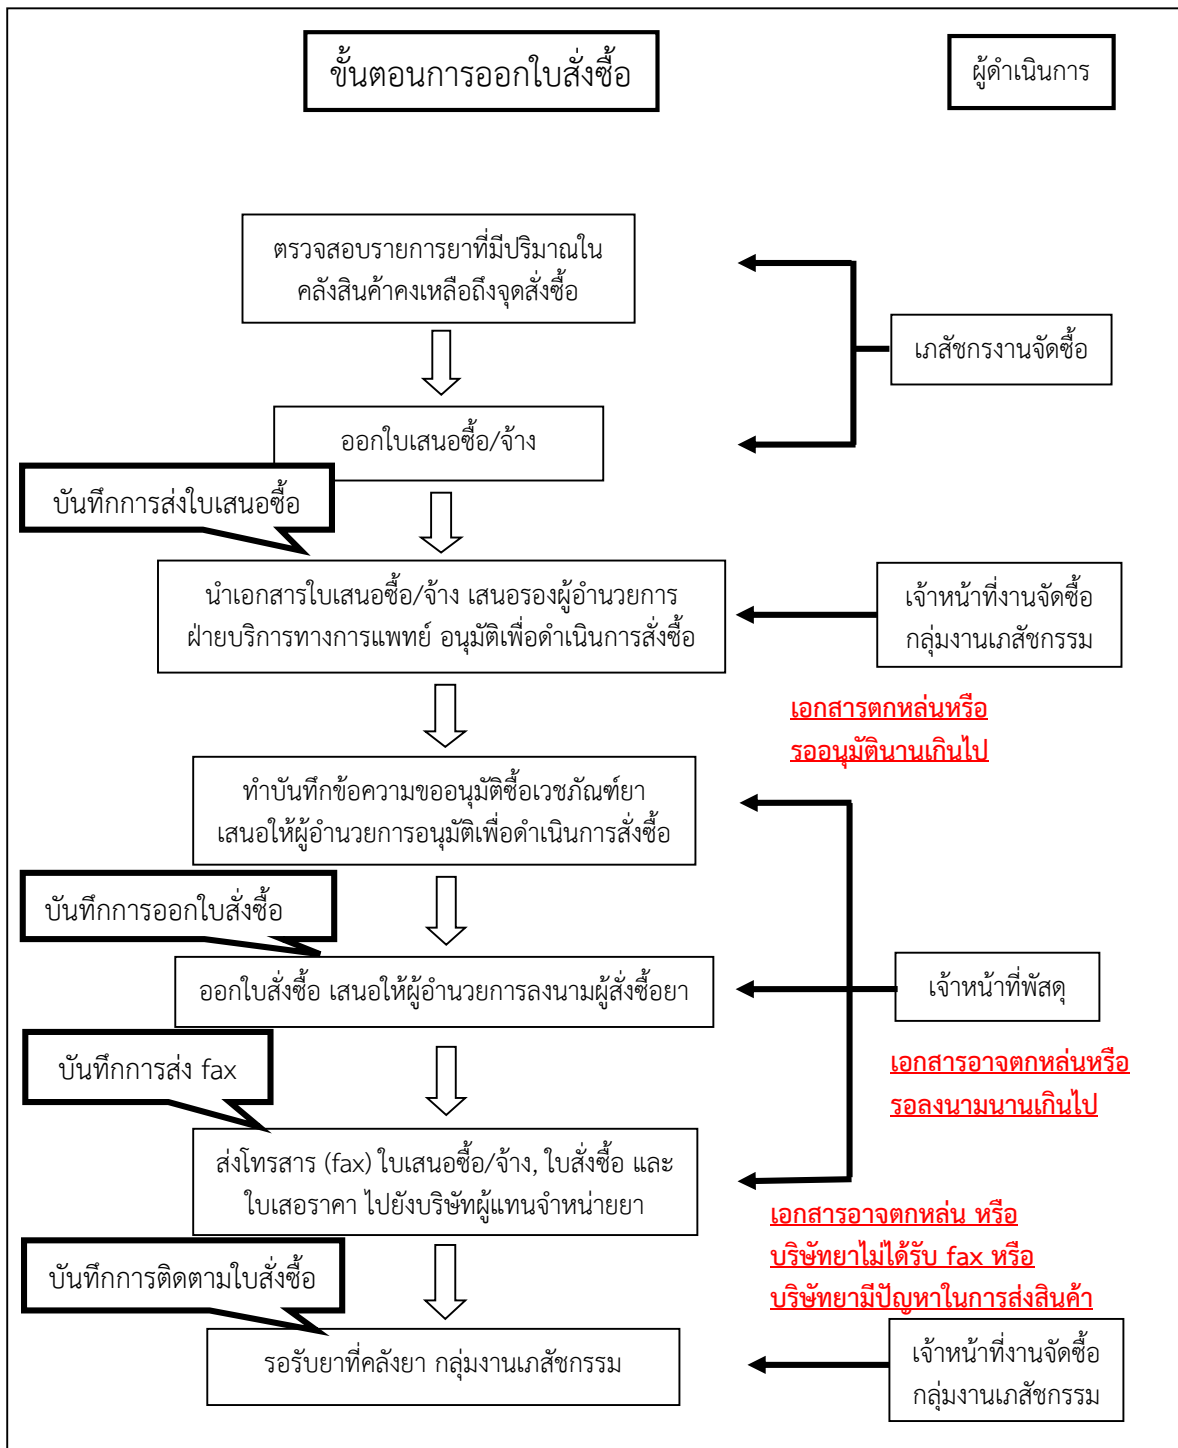 ขั้นตอนการออกใบสั่งซื้อ
ผู้ดำเนินการ
ตรวจสอบรายการยาที่มีปริมาณใน
คลังสินค้าคงเหลือถึงจุดสั่งซื้อ
เภสัชกรงานจัดซื้อ
ออกใบเสนอซื้อ/จ้าง
บันทึกการส่งใบเสนอซื้อ
นำเอกสารใบเสนอซื้อ/จ้าง เสนอรองผู้อำนวยการ
ฝ่ายบริการทางการแพทย์ อนุมัติเพื่อดำเนินการสั่งซื้อ
เจ้าหน้าที่งานจัดซื้อ
กลุ่มงานเภสัชกรรม
เอกสารตกหล่นหรือ
รออนุมัตินานเกินไป
ทำบันทึกข้อความขออนุมัติซื้อเวชภัณฑ์ยา
เสนอให้ผู้อำนวยการอนุมัติเพื่อดำเนินการสั่งซื้อ
บันทึกการออกใบสั่งซื้อ
ออกใบสั่งซื้อ เสนอให้ผู้อำนวยการลงนามผู้สั่งซื้อยา
เจ้าหน้าที่พัสดุ
เอกสารอาจตกหล่นหรือ
รอลงนามนานเกินไป
บันทึกการส่ง fax
ส่งโทรสาร (fax) ใบเสนอซื้อ/จ้าง, ใบสั่งซื้อ และ
ใบเสอราคา ไปยังบริษัทผู้แทนจำหน่ายยา
เอกสารอาจตกหล่น หรือ
บริษัทยาไม่ได้รับ fax หรือ
บริษัทยามีปัญหาในการส่งสินค้า
บันทึกการติดตามใบสั่งซื้อ
รอรับยาที่คลังยา กลุ่มงานเภสัชกรรม
เจ้าหน้าที่งานจัดซื้อ
กลุ่มงานเภสัชกรรม